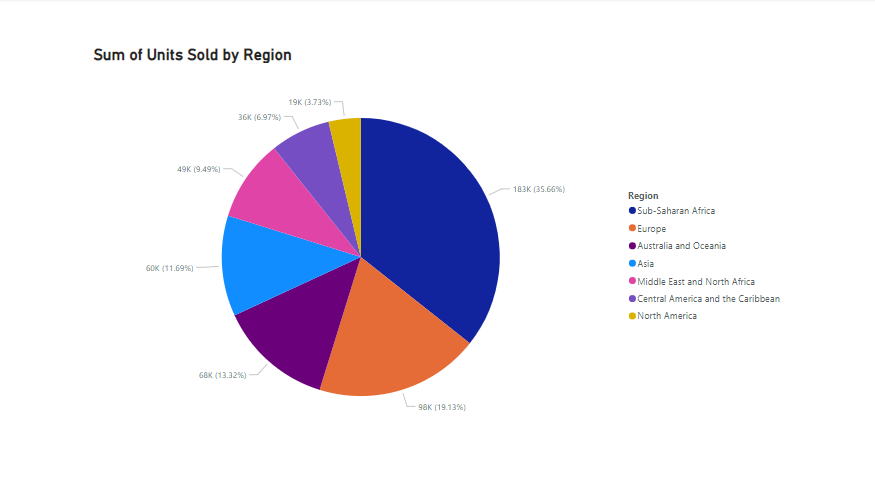 Sum of Units Sold by Region
19K (3.73%)
36K (6.97%)
49K (9.49%)
183K (35.66%)
60K (11.69%)
68K (13.32%)
98K (19.13%)
Region
Sub-Saharan Africa
Europe
Australia and Oceania
Asia
Middle East and North Africa
Central America and the Caribbean
North America